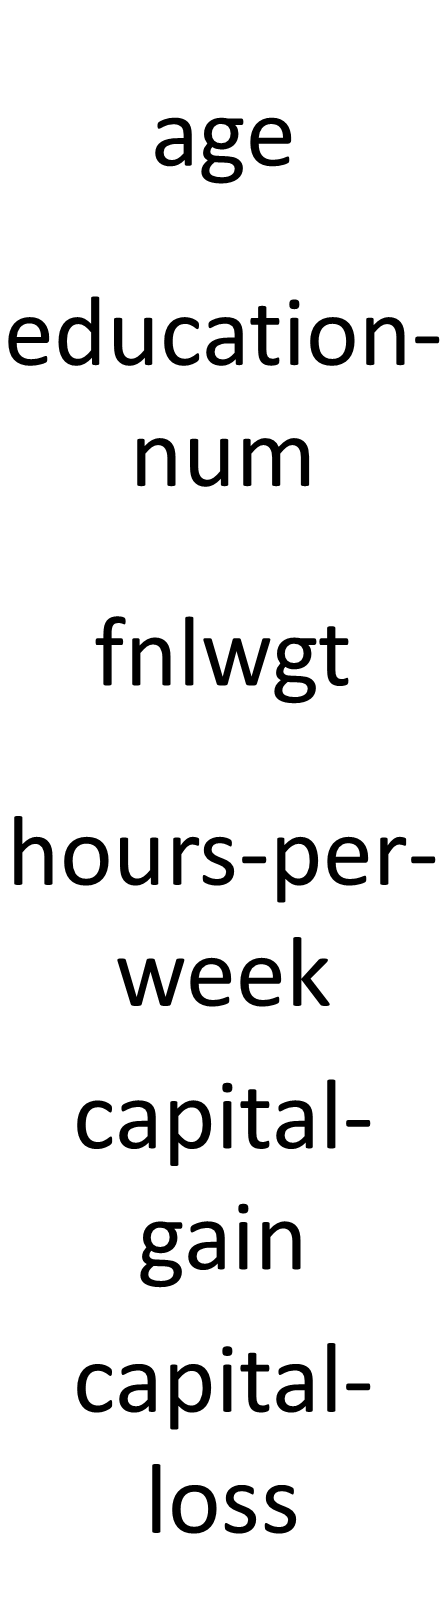 age
education-
num
fnlwgt
hours-per-
week
capital-
gain
capital-
loss